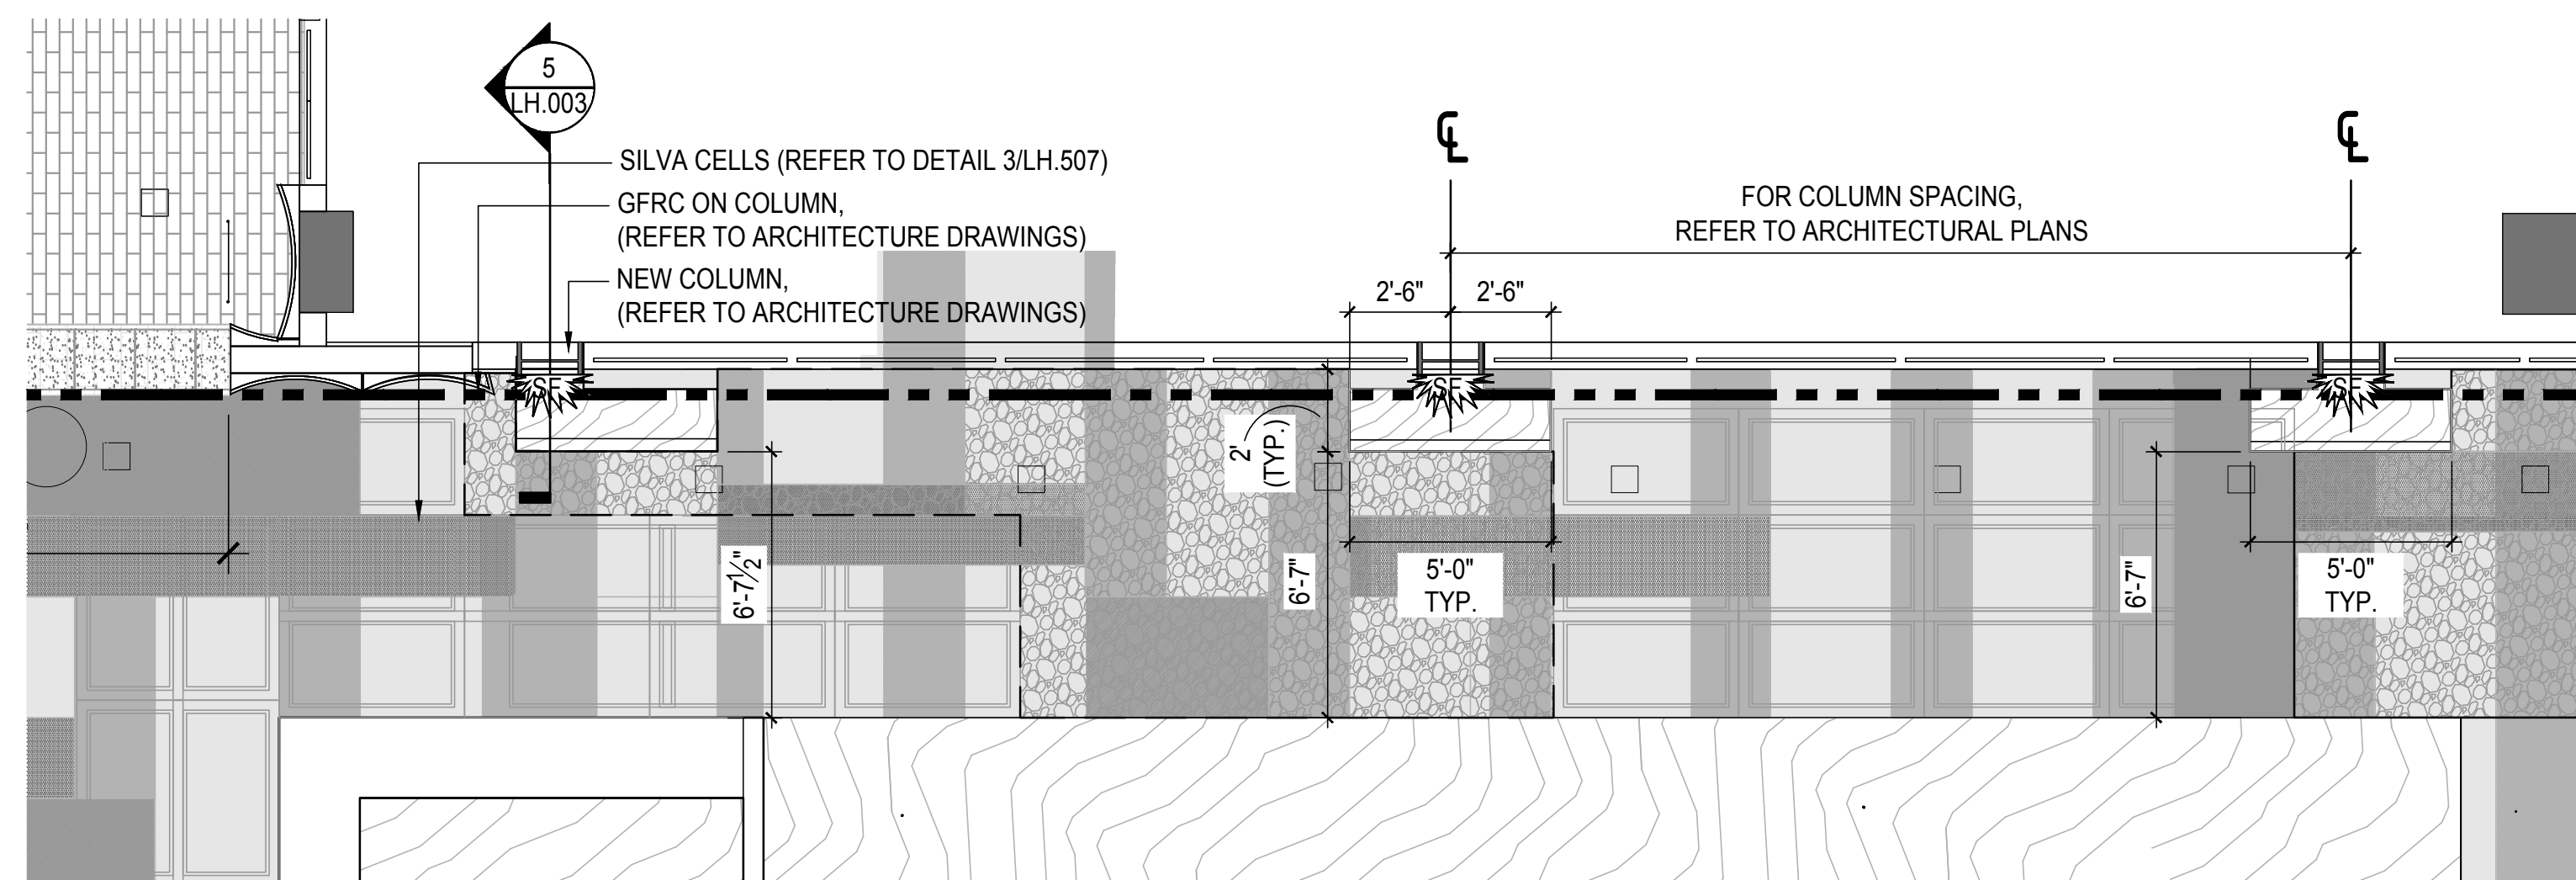 5
LH.003
SILVA CELLS (REFER TO DETAIL 3/LH.507)
GFRC ON COLUMN,
(REFER TO ARCHITECTURE DRAWINGS)
NEW COLUMN,
(REFER TO ARCHITECTURE DRAWINGS)
℄
℄
FOR COLUMN SPACING,
REFER TO ARCHITECTURAL PLANS
2'-6" 2'-6"
SF
SF
SF
2'
(TYP.)
6'-7½"
6'-7"
5'-0"
TYP.
6'-7"
5'-0"
TYP.